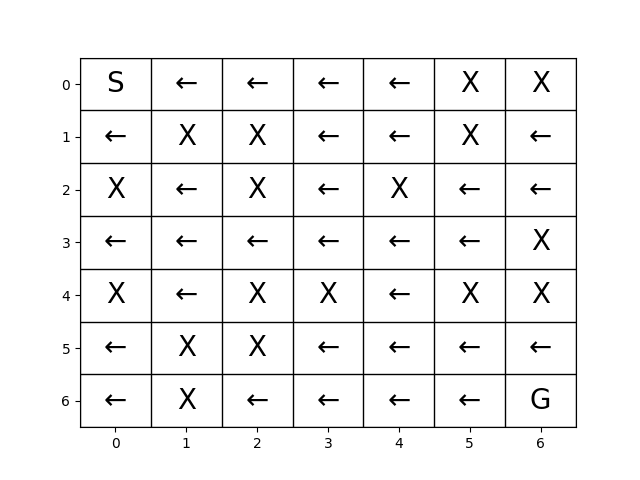 0 S ← ← ← ← X X
1 ← X X ← ← X ←
2 X ← X ← X ← ←
3 ← ← ← ← ← ← X
4 X ← X X ← X X
5 ← X X ← ← ← ←
6 ← X ← ← ← ← G
0 1 2 3 4 5 6